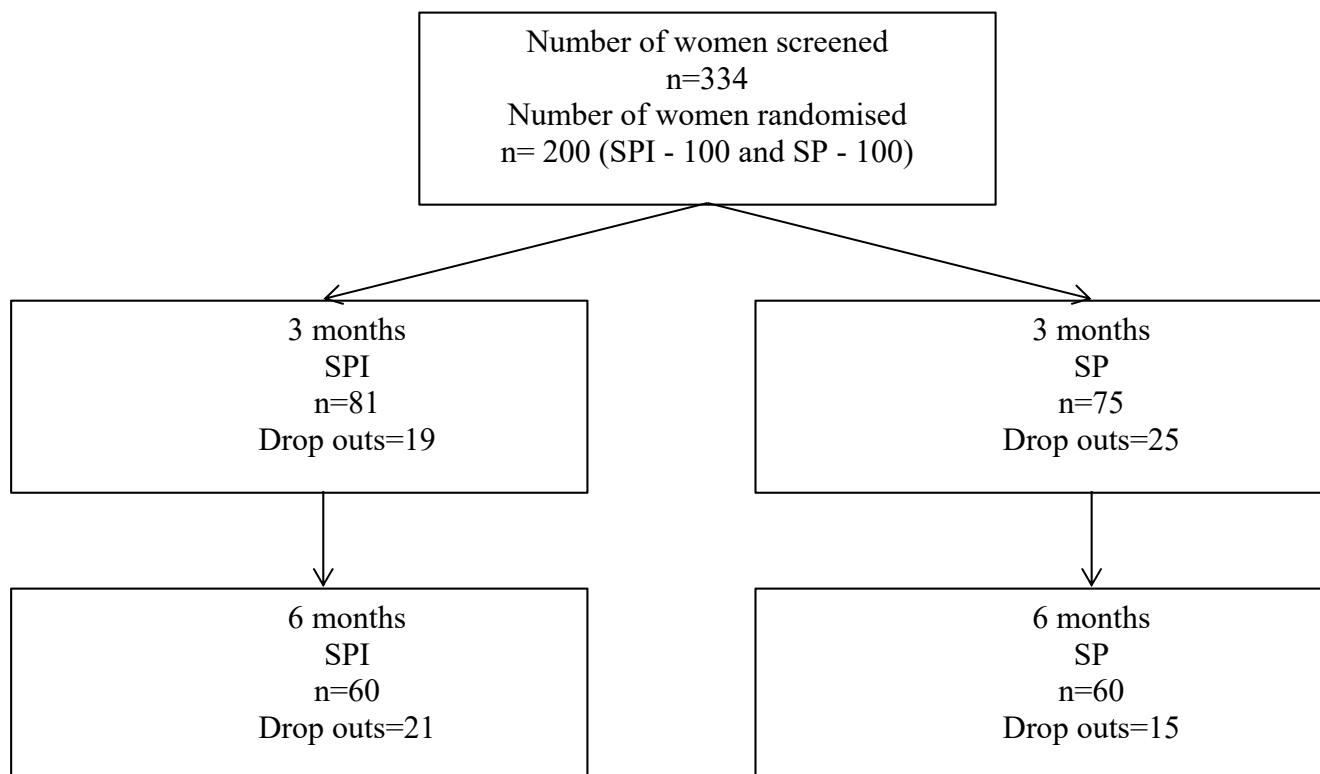 Number of women screened
n=334
Number of women randomised
n= 200 (SPI - 100 and SP - 100)
3 months
SPI
n=81
Drop outs=19
3 months
SP
n=75
Drop outs=25
6 months
SPI
n=60
Drop outs=21
6 months
SP
n=60
Drop outs=15